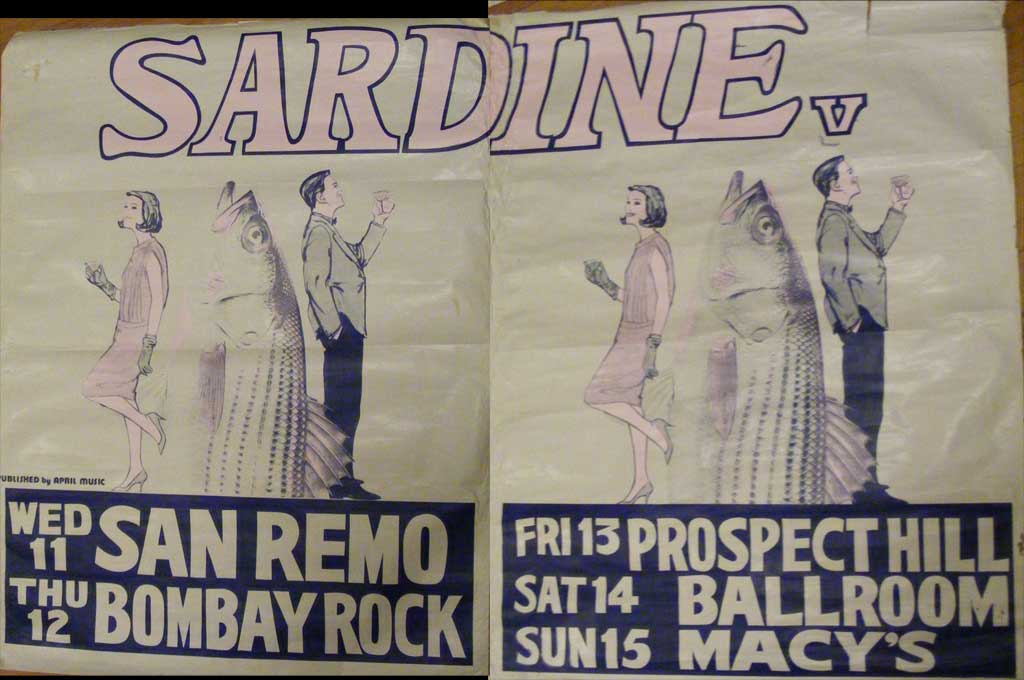 SARDINE v
PUBLISHED by APRIL MUSIC
WED 11 SAN REMO
THU 12 BOMBAY ROCK
FRI 13 PROSPECT HILL
SAT 14 BALLROOM
SUN 15 MACY'S